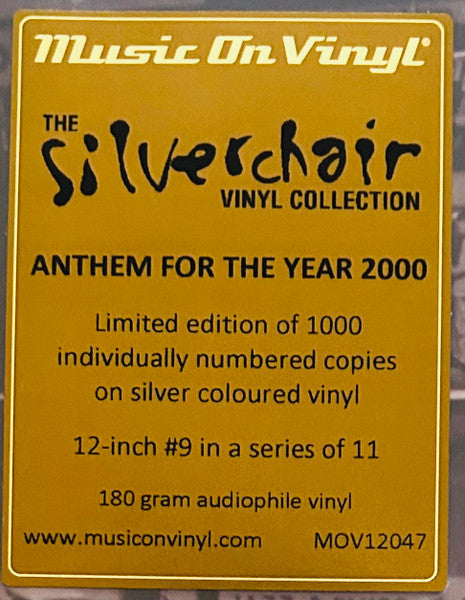 Music On Vinyl®
THE
silverchair
VINYL COLLECTION
ANTHEM FOR THE YEAR 2000
Limited edition of 1000
individually numbered copies
on silver coloured vinyl
12-inch #9 in a series of 11
180 gram audiophile vinyl
www.musiconvinyl.com MOV12047